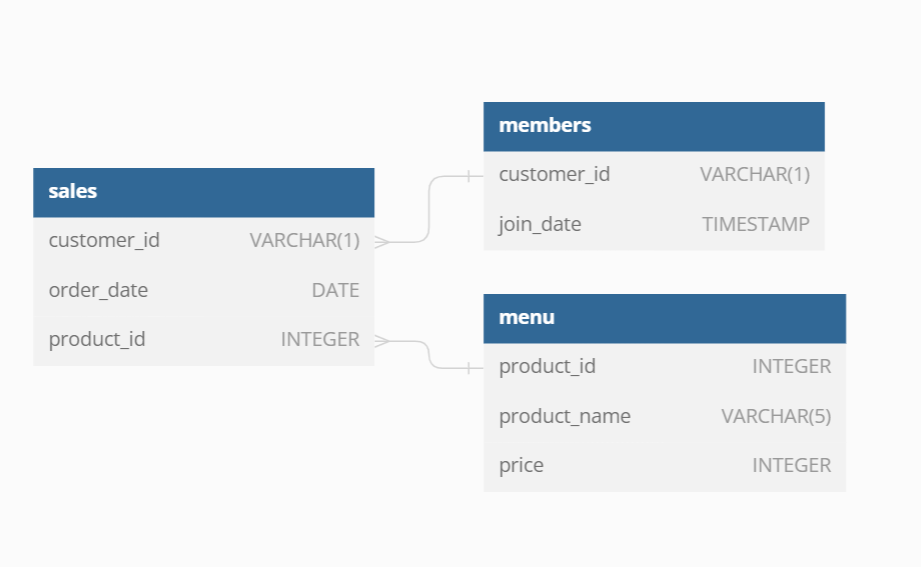 sales
customer_id VARCHAR(1)
order_date DATE
product_id INTEGER
members
customer_id VARCHAR(1)
join_date TIMESTAMP
menu
product_id INTEGER
product_name VARCHAR(5)
price INTEGER